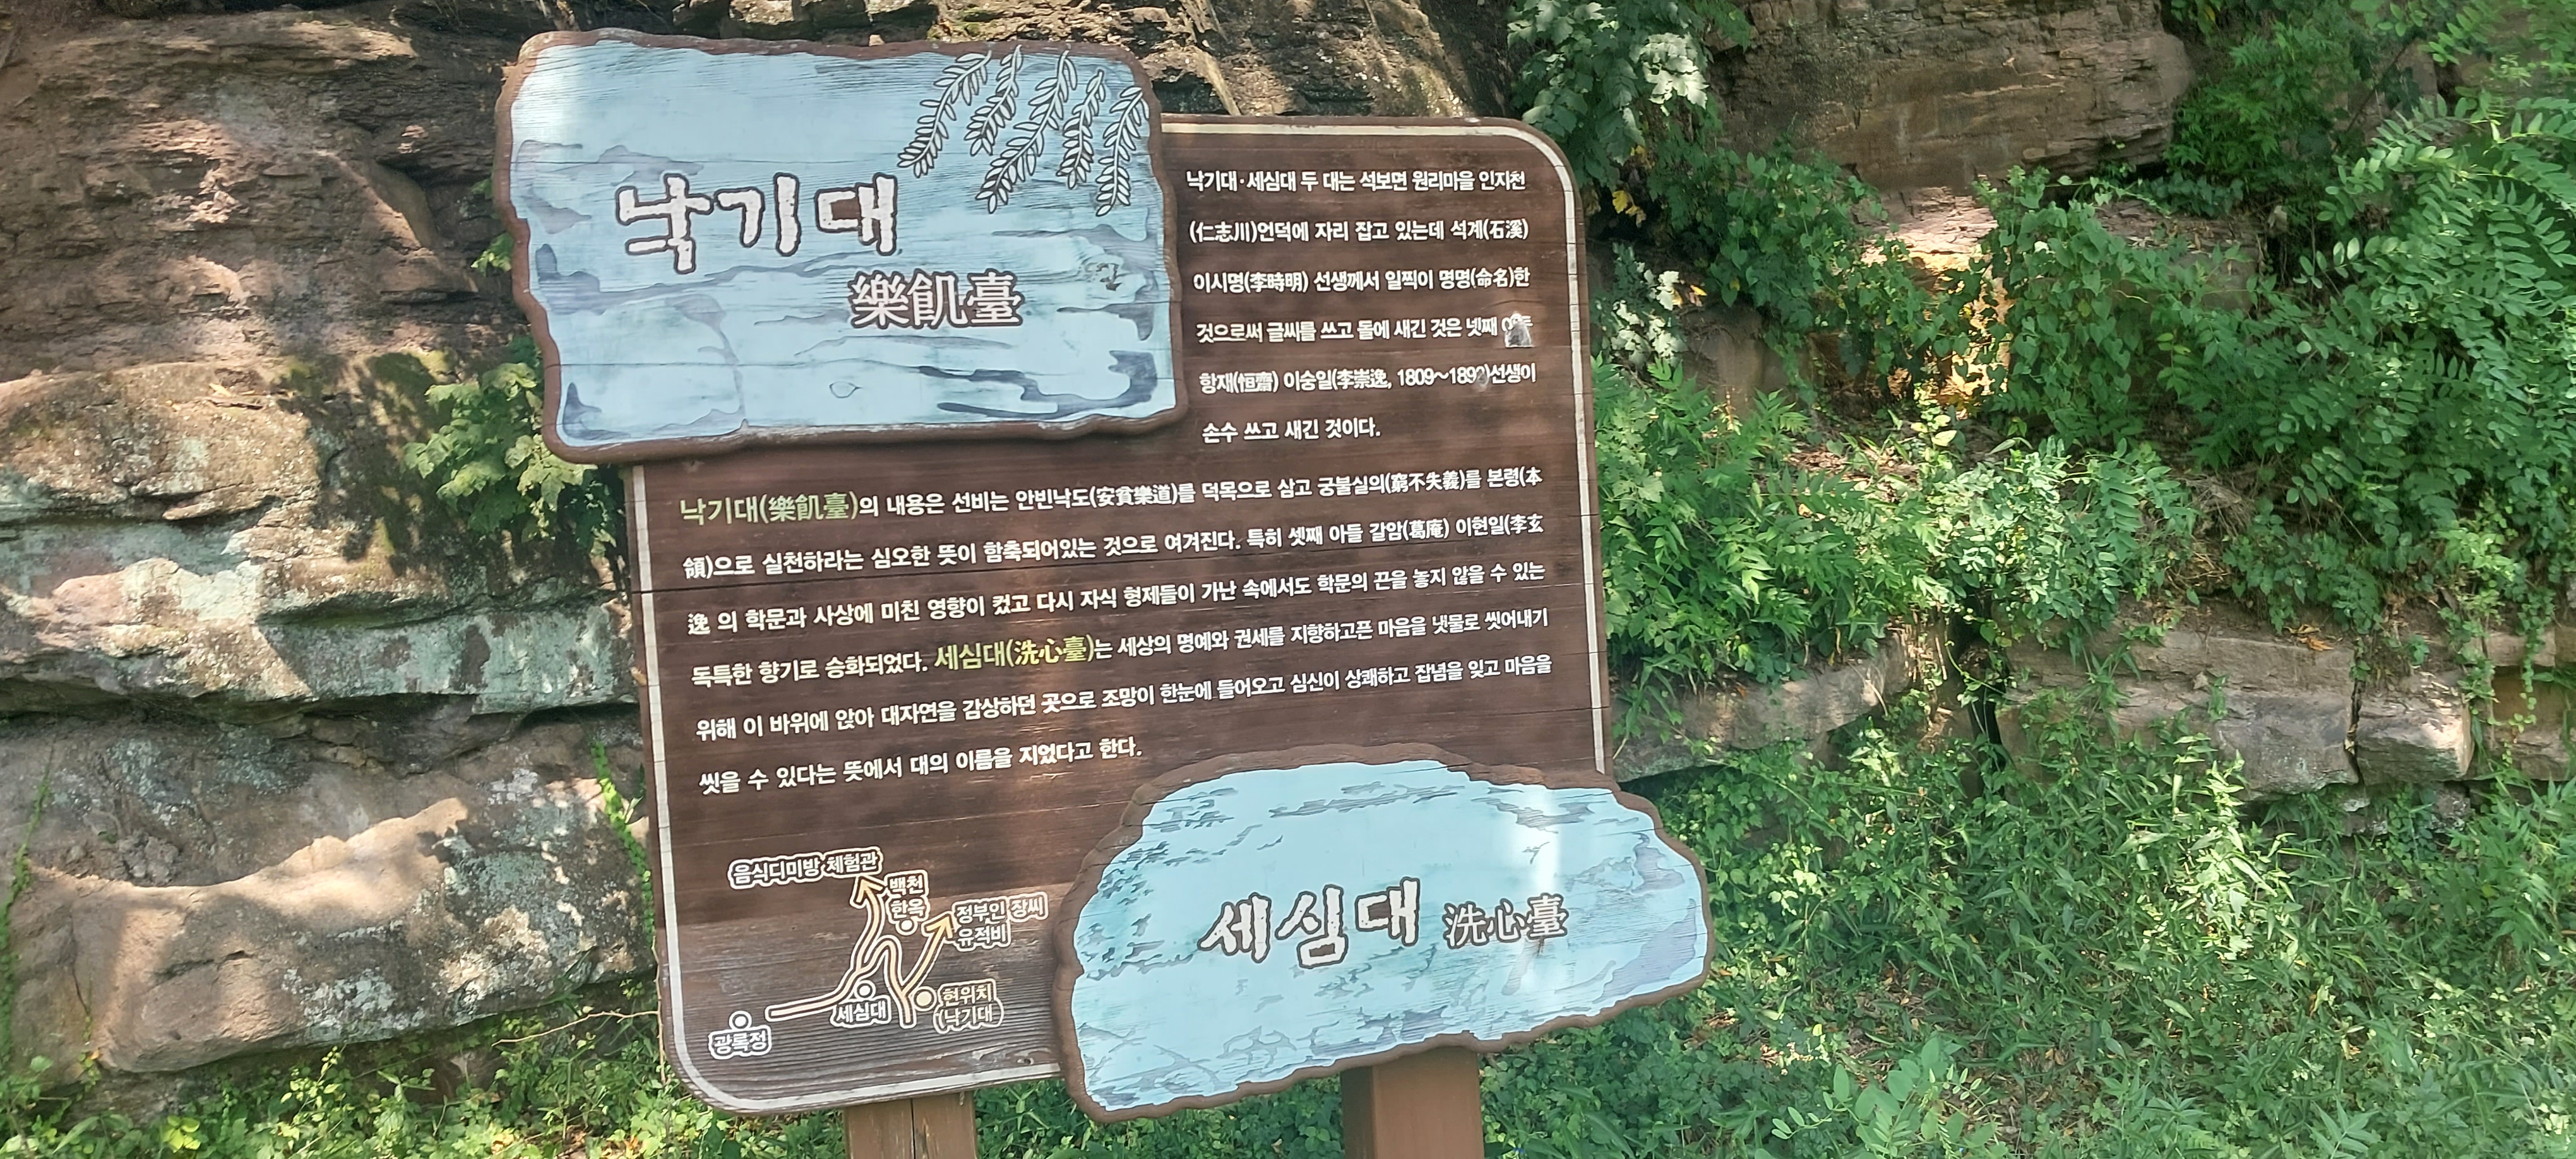 낙기대
樂飢臺
낙기대·세심대 두 대는 석보면 원리마을 인지천
(仁志川)언덕에 자리 잡고 있는데 석계(石溪)
이시명(李時明) 선생께서 일찍이 명명(命名)한
것으로써 글씨를 쓰고 돌에 새긴 것은 넷째
항재(恒齋) 이숭일(李崇逸, 1809~189 )선생이
손수 쓰고 새긴 것이다.
낙기대(樂飢臺)의 내용은 선비는 안빈낙도(安貧樂道)를 덕목으로 삼고 궁불실의(窮不失義)를 본령(本
領)으로 실천하라는 심오한 뜻이 함축되어있는 것으로 여겨진다. 특히 셋째 아들 갈암(葛庵) 이현일(李玄
逸 의 학문과 사상에 미친 영향이 컸고 다시 자식 형제들이 가난 속에서도 학문의 끈을 놓지 않을 수 있는
독특한 향기로 승화되었다. 세심대(洗心臺)는 세상의 명예와 권세를 지향하고픈 마음을 냇물로 씻어내기
위해 이 바위에 앉아 대자연을 감상하던 곳으로 조망이 한눈에 들어오고 심신이 상쾌하고 잡념을 잊고 마음을
씻을 수 있다는 뜻에서 대의 이름을 지었다고 한다.
음식디미방 체험관
백천
한옥
정부인 장씨
유적비
세심대
현위치
(낙기대
광록정
세심대 洗心臺